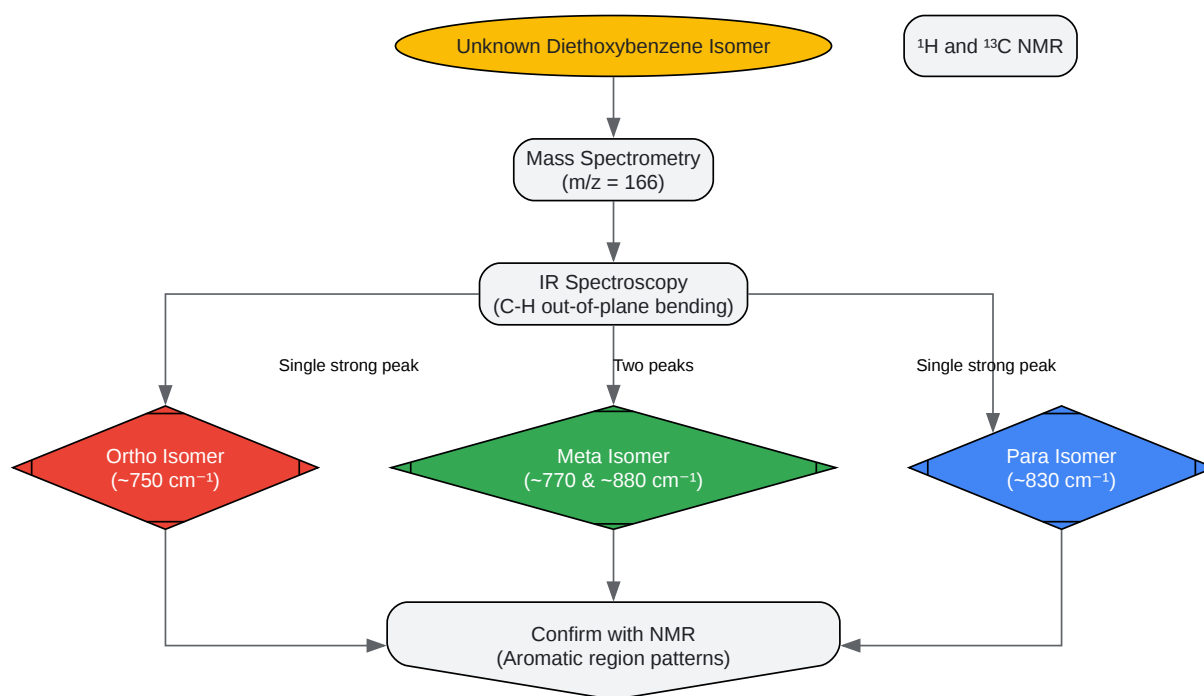 Unknown Diethoxybenzene Isomer
¹H and ¹³C NMR
Mass Spectrometry
(m/z = 166)
IR Spectroscopy
(C-H out-of-plane bending)
Single strong peak
Two peaks
Single strong peak
Ortho Isomer
(~750 cm⁻¹)
Meta Isomer
(~770 & ~880 cm⁻¹)
Para Isomer
(~830 cm⁻¹)
Confirm with NMR
(Aromatic region patterns)